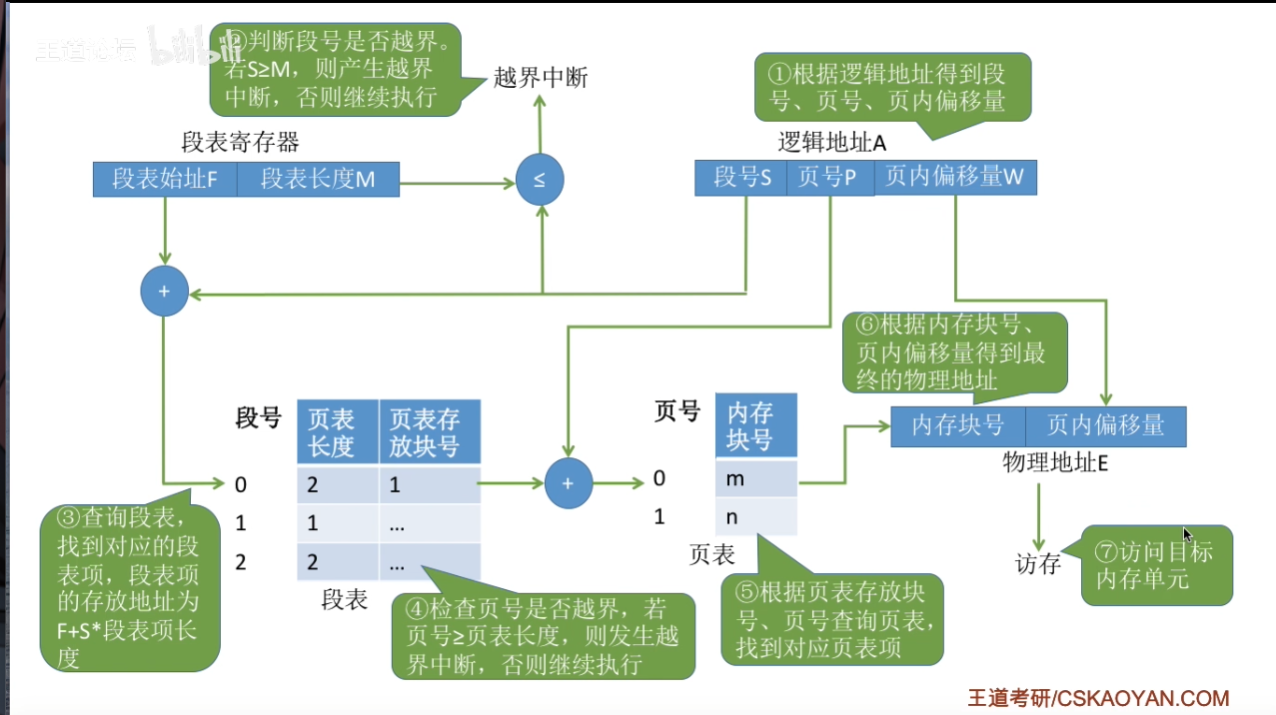 王道论坛 bilibili
②判断段号是否越界。
若S≥M，则产生越界
中断，否则继续执行
越界中断
①根据逻辑地址得到段
号、页号、页内偏移量
段表寄存器
段表始址F 段表长度M
≤
逻辑地址A
段号S 页号P 页内偏移量W
+
⑥根据内存块号、
页内偏移量得到最
终的物理地址
段号
页表
长度
页表存
放块号
0 2 1
1 1 ...
2 2 ...
段表
+
页号
内存
块号
0 m
1 n
页表
内存块号 页内偏移量
物理地址E
访存
③查询段表，
找到对应的段
表项，段表项
的存放地址为
F+S*段表项长
度
④检查页号是否越界，若
页号≥页表长度，则发生越
界中断，否则继续执行
⑤根据页表存放块
号、页号查询页表，
找到对应页表项
⑦访问目标
内存单元
王道考研/CSKAOYAN.COM